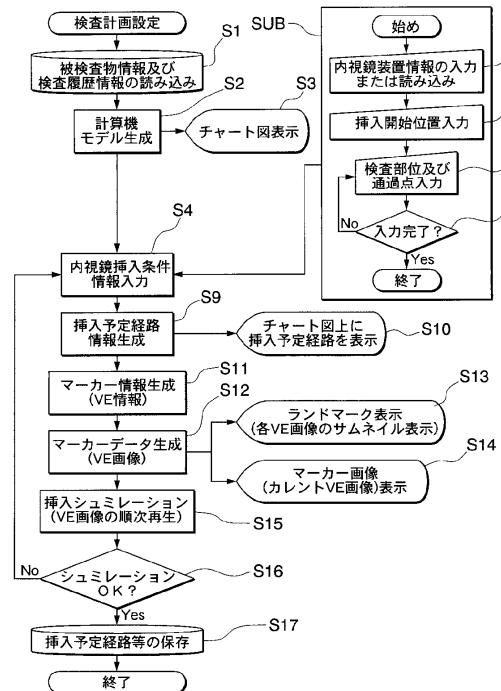 検査計画設定
S1
被検査物情報及び
検査履歴情報の読み込み
S2
計算機
モデル生成
S3
チャート図表示
SUB
始め
内視鏡装置情報の入力
または読み込み
挿入開始位置入力
検査部位及び
通過点入力
No
入力完了?
Yes
終了
S4
内視鏡挿入条件
情報入力
S9
挿入予定経路
情報生成
チャート図上に
挿入予定経路を表示
S10
S11
マーカー情報生成
(VE情報)
S12
マーカーデータ生成
(VE画像)
S13
ランドマーク表示
(各VE画像のサムネイル表示)
S14
マーカー画像
(カレントVE画像)表示
挿入シュミレーション
(VE画像の順次再生)
S15
No
シュミレーション
OK?
S16
Yes
挿入予定経路等の保存
S17
終了